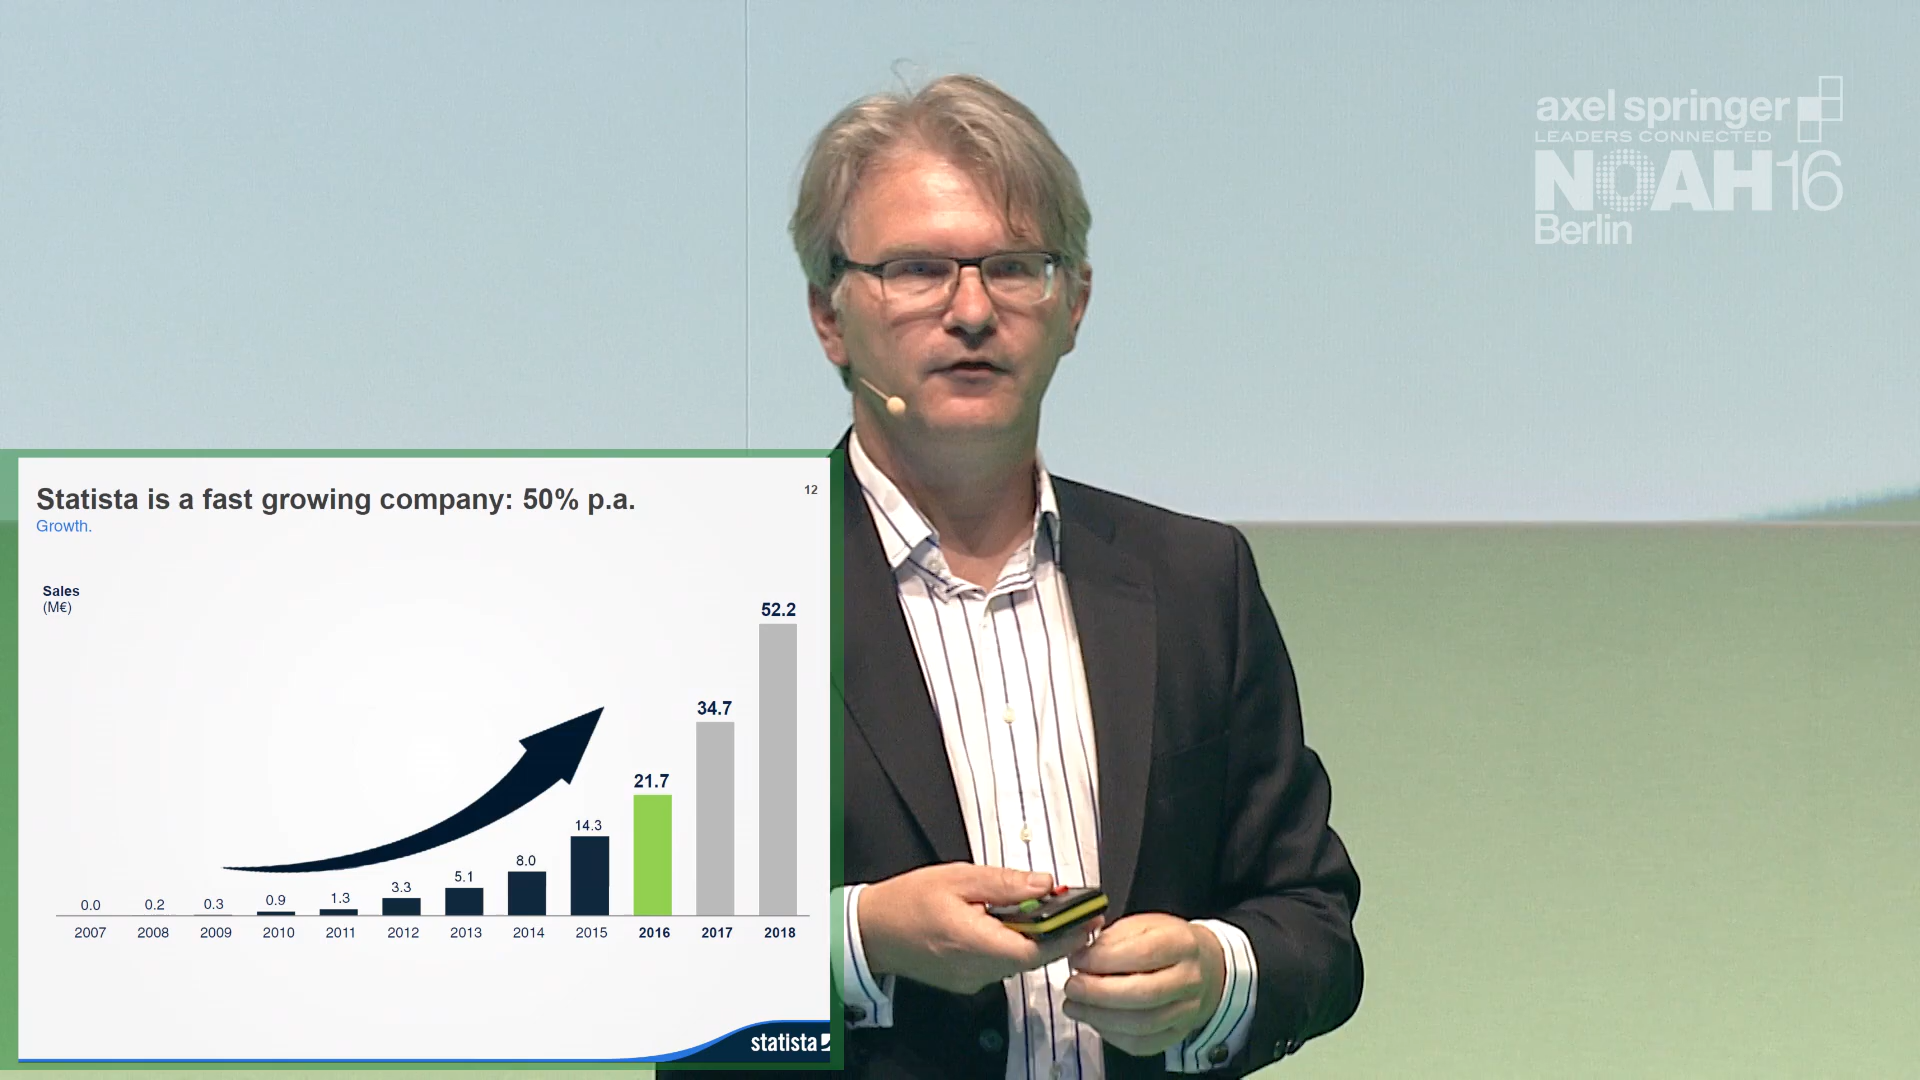 axel springer
LEADERS CONNECTED
NOAH16
Berlin
Statista is a fast growing company: 50% p.a.
12
Growth.
Sales
(M€)
0.0 0.2 0.3 0.9 1.3 3.3 5.1 8.0 14.3 21.7 34.7 52.2
2007 2008 2009 2010 2011 2012 2013 2014 2015 2016 2017 2018
statista